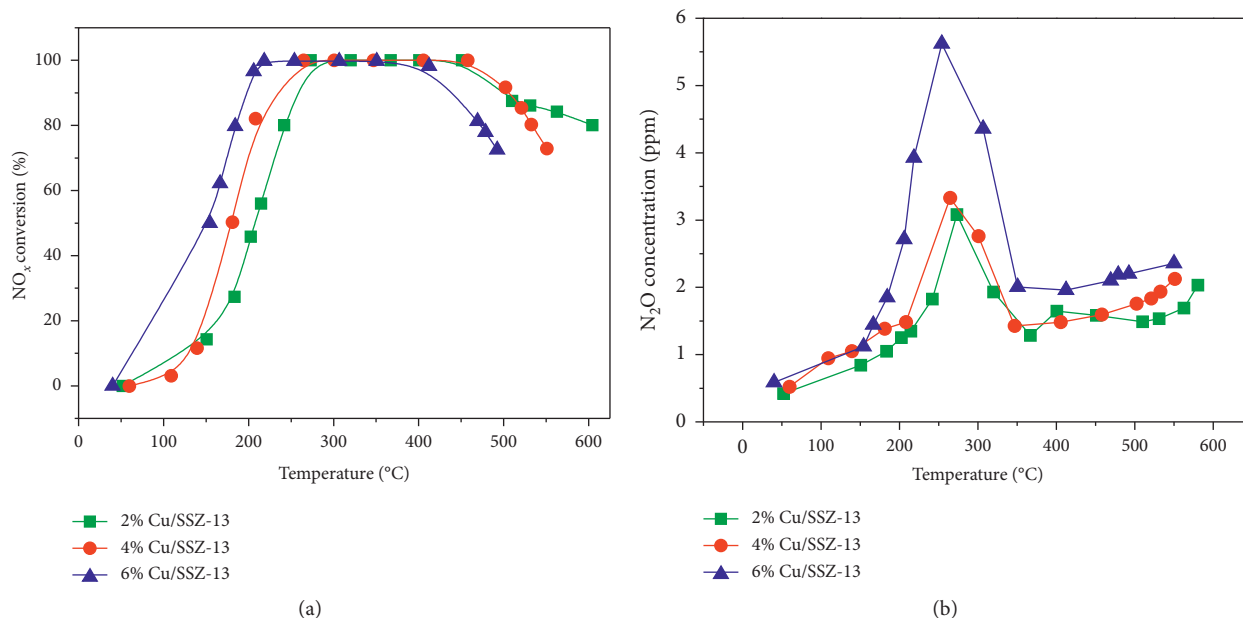 100
80
60
40
20
0
NOx conversion (%)
0 100 200 300 400 500 600
Temperature (°C)
2% Cu/SSZ-13
4% Cu/SSZ-13
6% Cu/SSZ-13
(a)
6
5
4
3
2
1
0
N2O concentration (ppm)
0 100 200 300 400 500 600
Temperature (°C)
2% Cu/SSZ-13
4% Cu/SSZ-13
6% Cu/SSZ-13
(b)